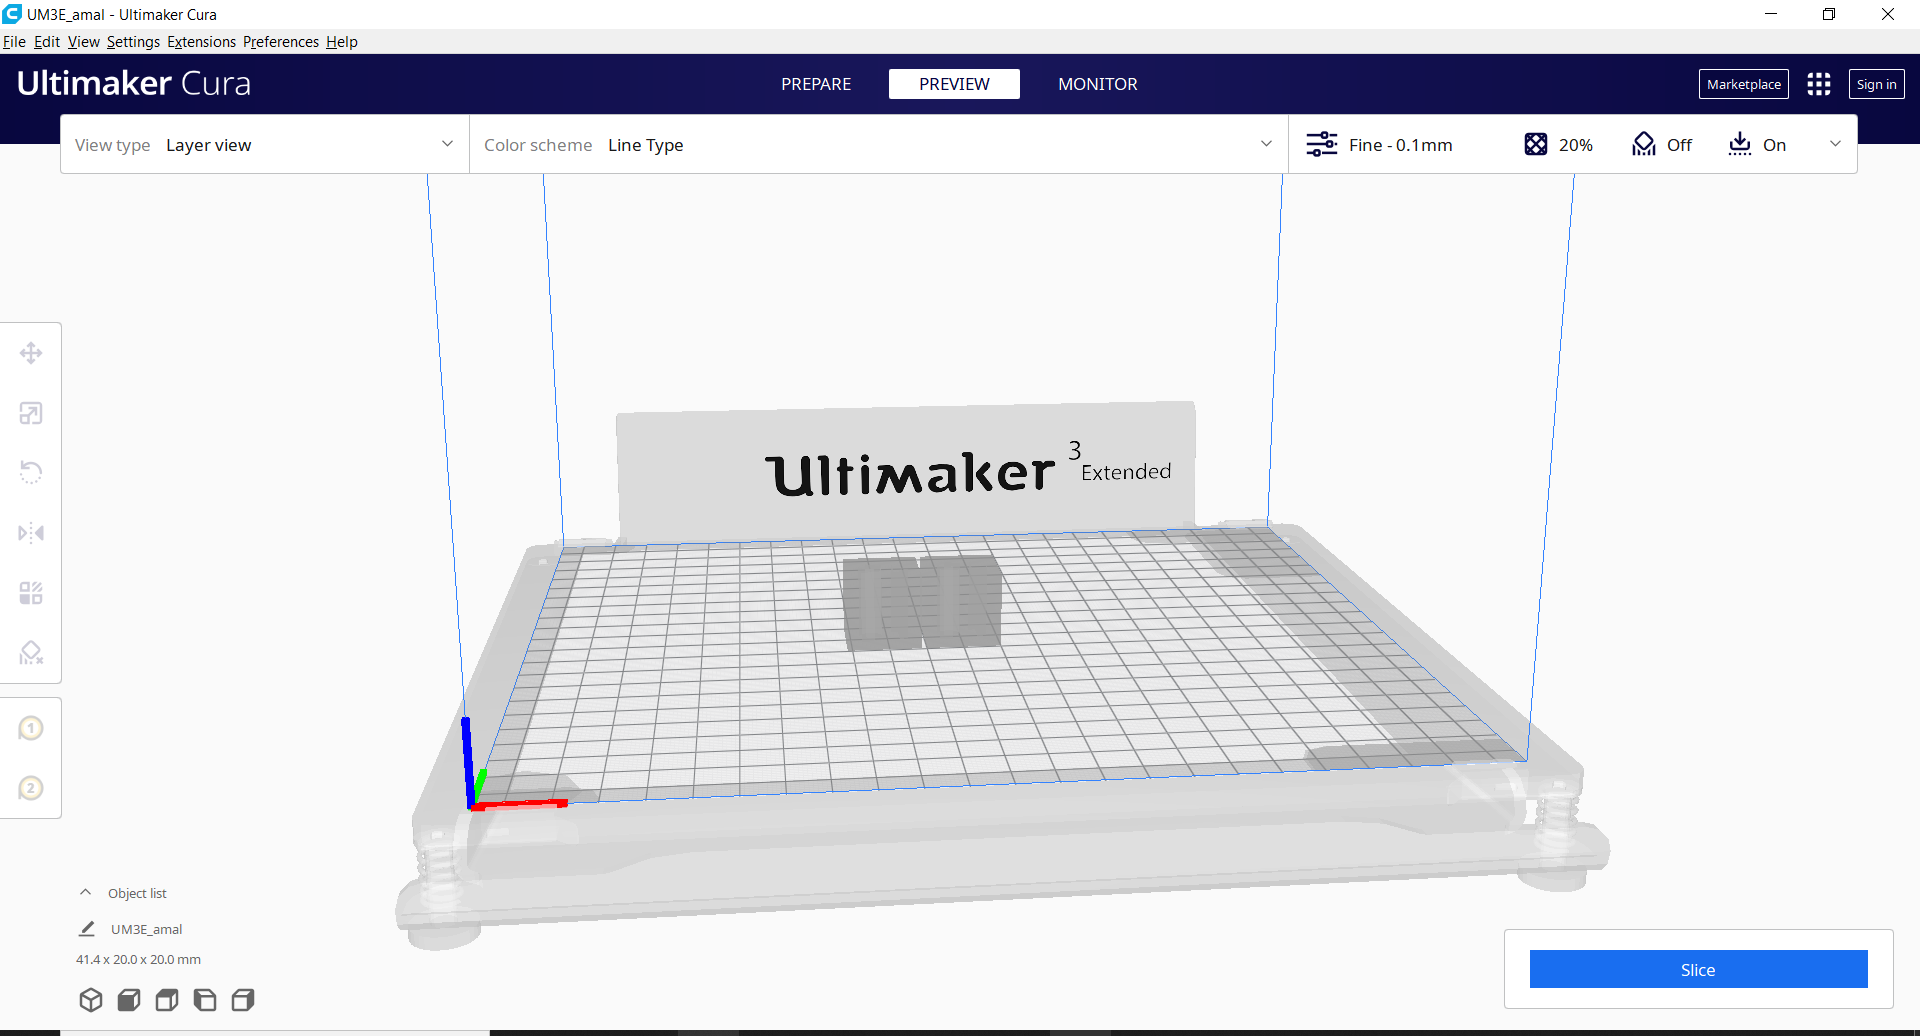 UM3E_amal - Ultimaker Cura
File Edit View Settings Extensions Preferences Help
Ultimaker Cura
PREPARE PREVIEW MONITOR
Marketplace Sign in
View type Layer view Color scheme Line Type Fine - 0.1mm 20% Off On
Ultimaker 3 Extended
1
2
Object list
UM3E_amal
41.4 x 20.0 x 20.0 mm
Slice